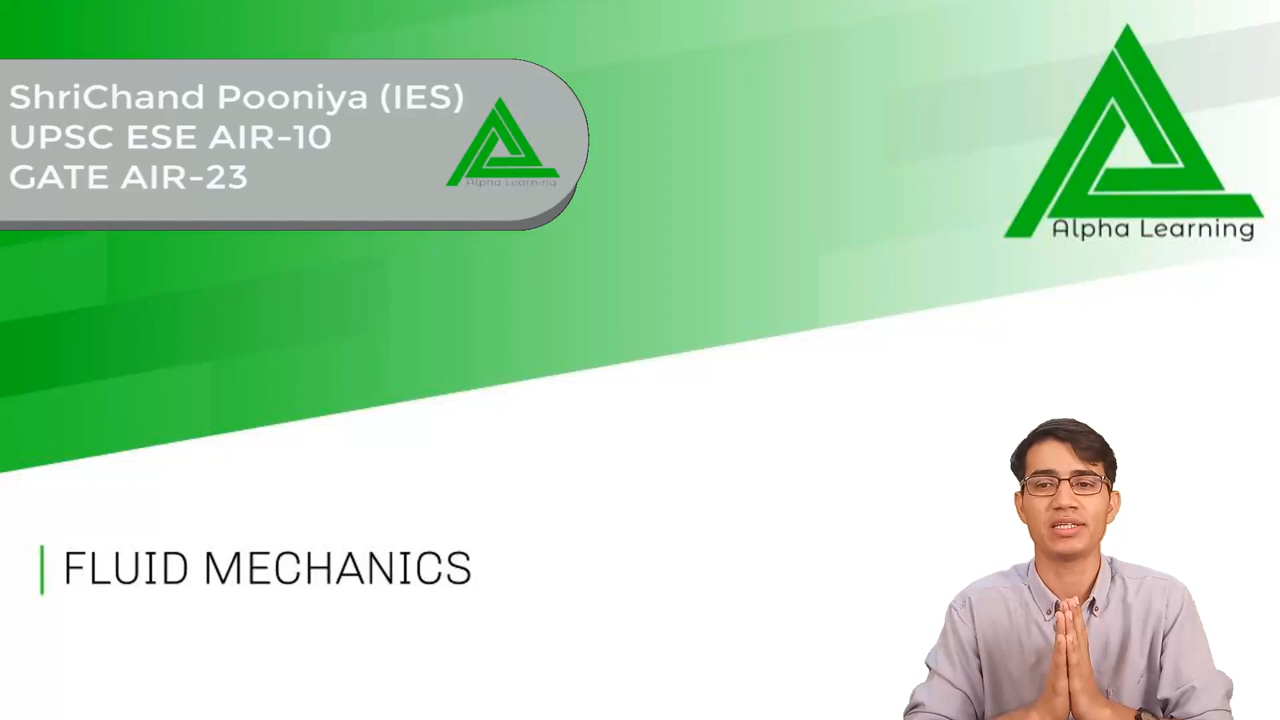 ShriChand Pooniya (IES)
UPSC ESE AIR-10
GATE AIR-23
Alpha Learning
Alpha Learning
FLUID MECHANICS